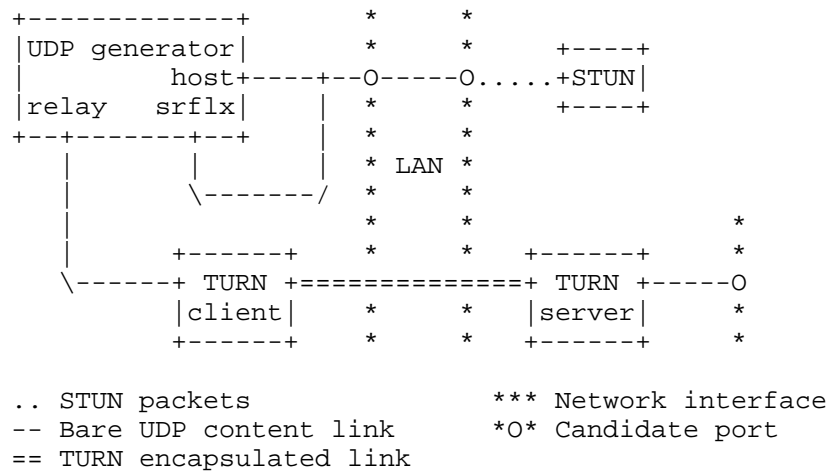 UDP generator
host STUN
relay srflx
LAN
TURN TURN
client server
.. STUN packets *** Network interface
-- Bare UDP content link *O* Candidate port
== TURN encapsulated link